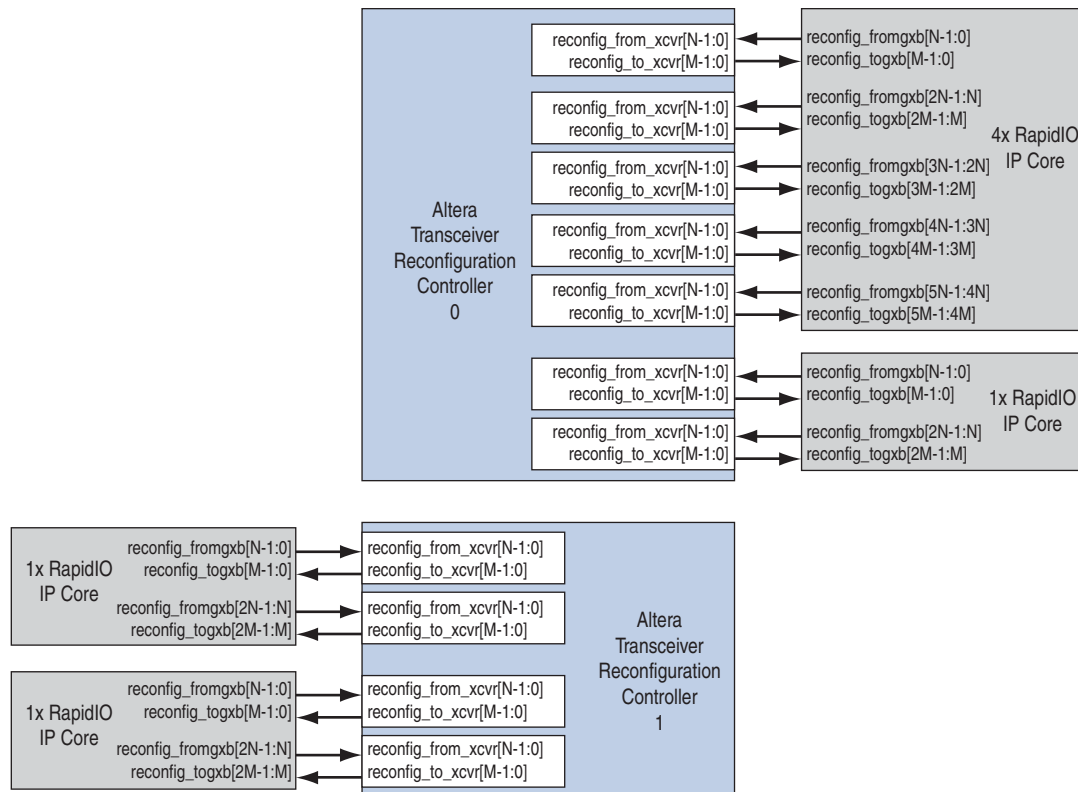 reconfig_from_xcvr[N-1:0]
reconfig_to_xcvr[M-1:0]
reconfig_from_xcvr[N-1:0]
reconfig_to_xcvr[M-1:0]
reconfig_from_xcvr[N-1:0]
reconfig_to_xcvr[M-1:0]
reconfig_from_xcvr[N-1:0]
reconfig_to_xcvr[M-1:0]
reconfig_from_xcvr[N-1:0]
reconfig_to_xcvr[M-1:0]
reconfig_from_xcvr[N-1:0]
reconfig_to_xcvr[M-1:0]
reconfig_from_xcvr[N-1:0]
reconfig_to_xcvr[M-1:0]
Altera
Transceiver
Reconfiguration
Controller
0
reconfig_fromgxb[N-1:0]
reconfig_togxb[M-1:0]
reconfig_fromgxb[2N-1:N]
reconfig_togxb[2M-1:M]
reconfig_fromgxb[3N-1:2N]
reconfig_togxb[3M-1:2M]
reconfig_fromgxb[4N-1:3N]
reconfig_togxb[4M-1:3M]
reconfig_fromgxb[5N-1:4N]
reconfig_togxb[5M-1:4M]
4x RapidIO
IP Core
reconfig_fromgxb[N-1:0]
reconfig_togxb[M-1:0]
reconfig_fromgxb[2N-1:N]
reconfig_togxb[2M-1:M]
1x RapidIO
IP Core
1x RapidIO
IP Core
reconfig_fromgxb[N-1:0]
reconfig_togxb[M-1:0]
reconfig_fromgxb[2N-1:N]
reconfig_togxb[2M-1:M]
1x RapidIO
IP Core
reconfig_fromgxb[N-1:0]
reconfig_togxb[M-1:0]
reconfig_fromgxb[2N-1:N]
reconfig_togxb[2M-1:M]
reconfig_from_xcvr[N-1:0]
reconfig_to_xcvr[M-1:0]
reconfig_from_xcvr[N-1:0]
reconfig_to_xcvr[M-1:0]
reconfig_from_xcvr[N-1:0]
reconfig_to_xcvr[M-1:0]
reconfig_from_xcvr[N-1:0]
reconfig_to_xcvr[M-1:0]
Altera
Transceiver
Reconfiguration
Controller
1